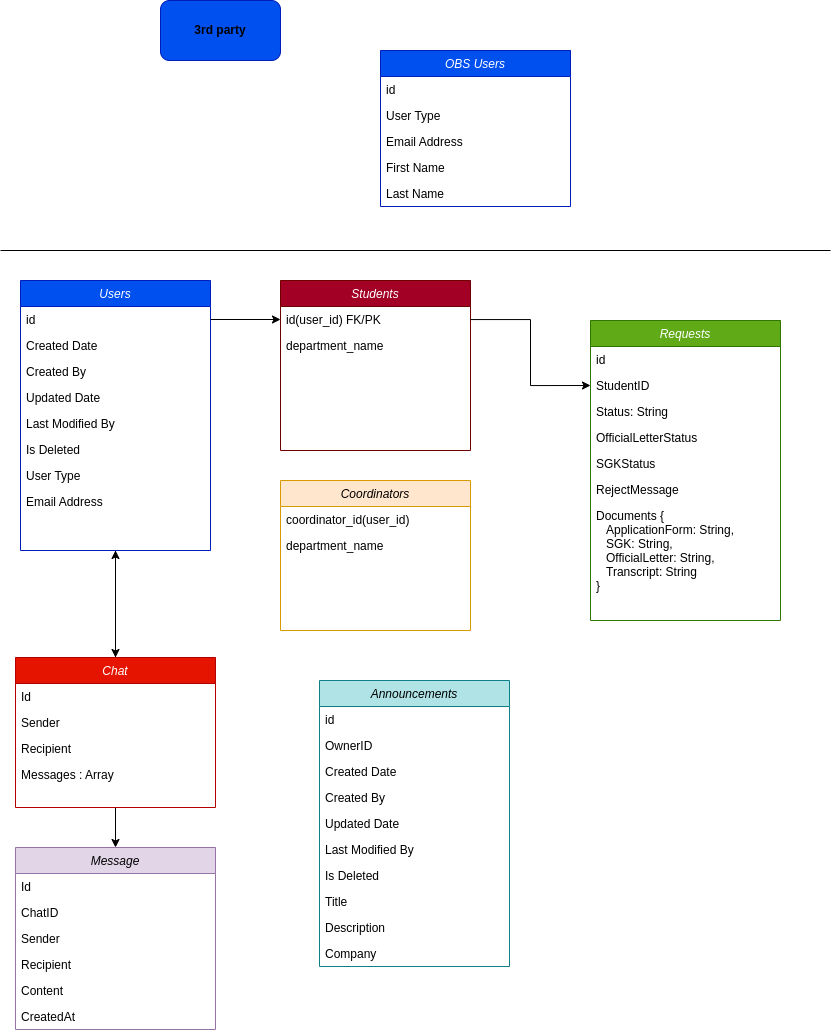 3rd party
OBS Users
id
User Type
Email Address
First Name
Last Name
Users
id
Created Date
Created By
Updated Date
Last Modified By
Is Deleted
User Type
Email Address
Students
id(user_id) FK/PK
department_name
Requests
id
StudentID
Status: String
OfficialLetterStatus
SGKStatus
RejectMessage
Documents {
ApplicationForm: String,
SGK: String,
OfficialLetter: String,
Transcript: String
}
Coordinators
coordinator_id(user_id)
department_name
Chat
Id
Sender
Recipient
Messages : Array
Announcements
id
OwnerID
Created Date
Created By
Updated Date
Last Modified By
Is Deleted
Title
Description
Company
Message
Id
ChatID
Sender
Recipient
Content
CreatedAt